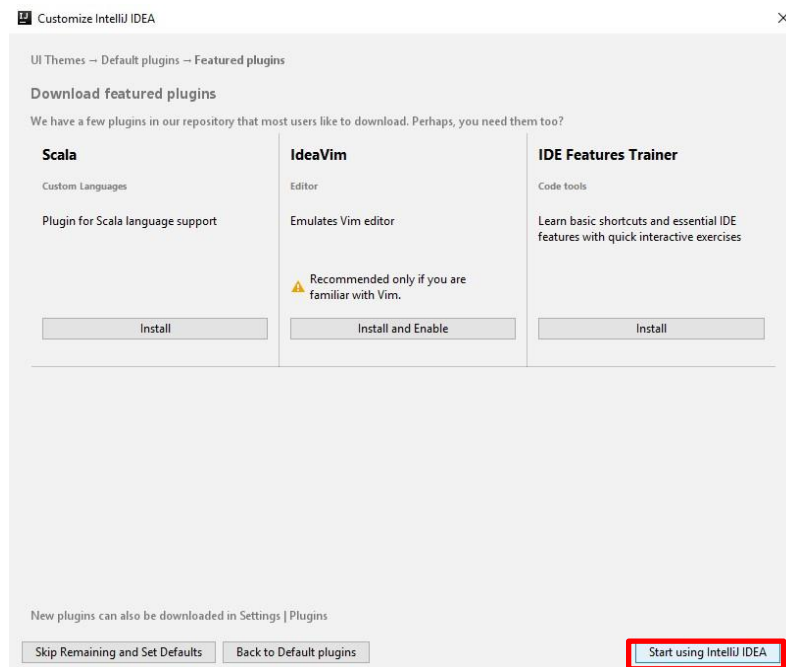 Customize IntelliJ IDEA
UI Themes → Default plugins → Featured plugins
Download featured plugins
We have a few plugins in our repository that most users like to download. Perhaps, you need them too?
Scala
Custom Languages
Plugin for Scala language support
Install
IdeaVim
Editor
Emulates Vim editor
Recommended only if you are
familiar with Vim.
Install and Enable
IDE Features Trainer
Code tools
Learn basic shortcuts and essential IDE
features with quick interactive exercises
Install
New plugins can also be downloaded in Settings | Plugins
Skip Remaining and Set Defaults
Back to Default plugins
Start using IntelliJ IDEA